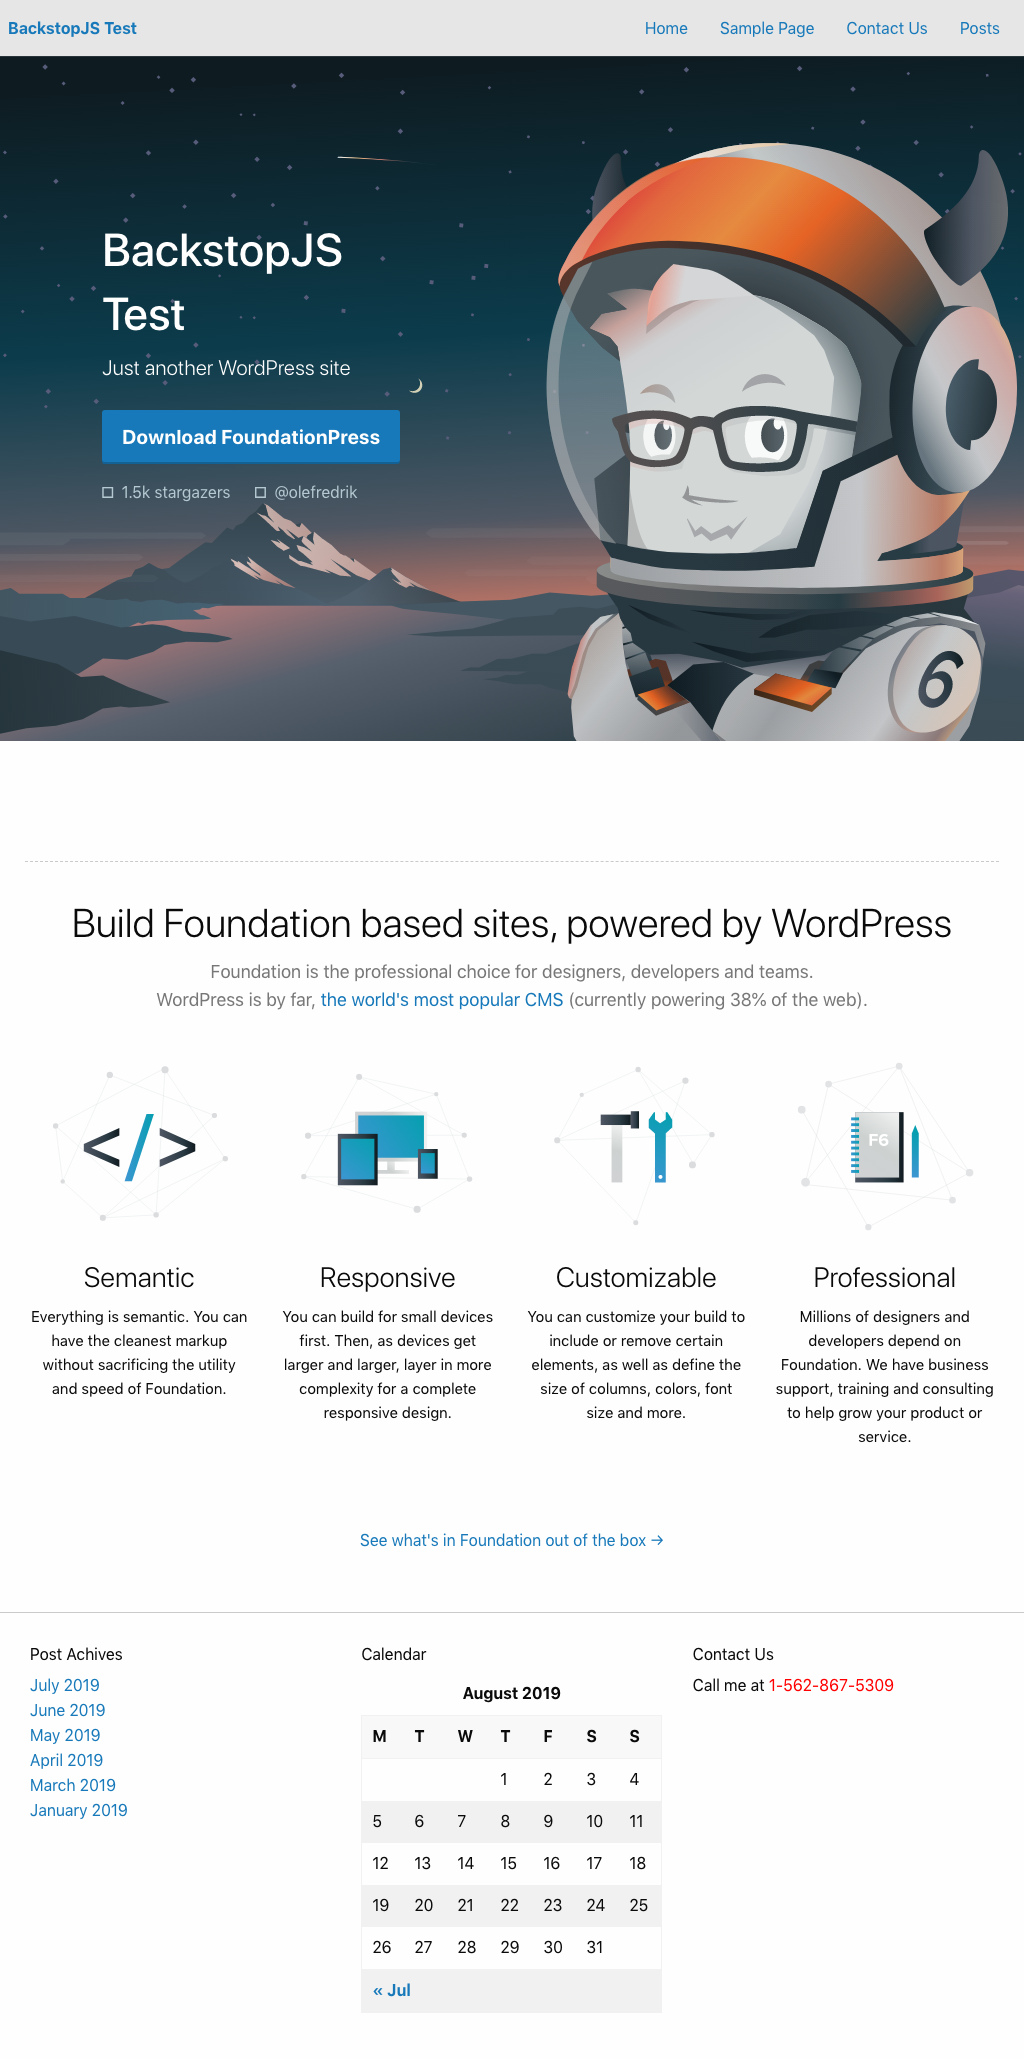 BackstopJS Test
Home Sample Page Contact Us Posts
BackstopJS
Test
Just another WordPress site
Download FoundationPress
1.5k stargazers @olefredrik
6
Build Foundation based sites, powered by WordPress
Foundation is the professional choice for designers, developers and teams.
WordPress is by far, the world's most popular CMS (currently powering 38% of the web).
</>
F6
Semantic
Everything is semantic. You can
have the cleanest markup
without sacrificing the utility
and speed of Foundation.
Responsive
You can build for small devices
first. Then, as devices get
larger and larger, layer in more
complexity for a complete
responsive design.
Customizable
You can customize your build to
include or remove certain
elements, as well as define the
size of columns, colors, font
size and more.
Professional
Millions of designers and
developers depend on
Foundation. We have business
support, training and consulting
to help grow your product or
service.
See what's in Foundation out of the box →
Post Achives
July 2019
June 2019
May 2019
April 2019
March 2019
January 2019
Calendar
August 2019
M T W T F S S
1 2 3 4
5 6 7 8 9 10 11
12 13 14 15 16 17 18
19 20 21 22 23 24 25
26 27 28 29 30 31
« Jul
Contact Us
Call me at 1-562-867-5309